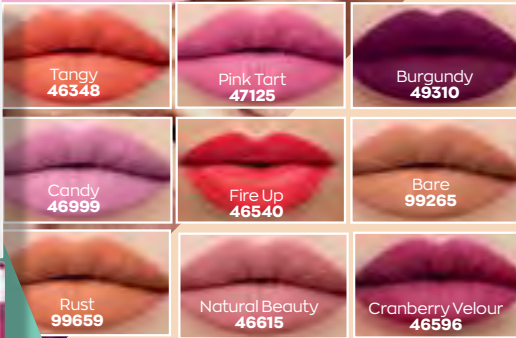 Tangy
46348
Pink Tart
47125
Burgundy
49310
Candy
46999
Fire Up
46540
Bare
99265
Rust
99659
Natural Beauty
46615
Cranberry Velour
46596